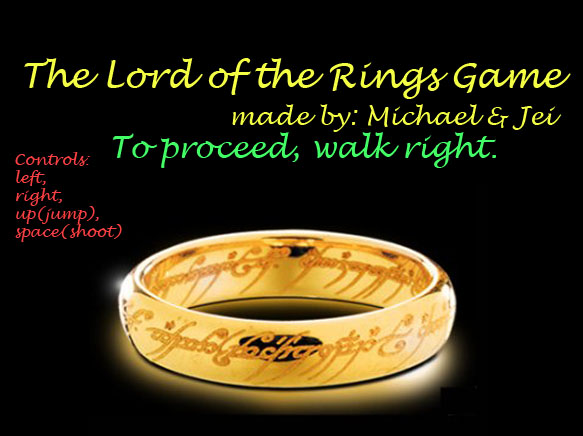 The Lord of the Rings Game
made by: Michael & Jei
To proceed, walk right.
Controls:
left,
right,
up(jump),
space(shoot)